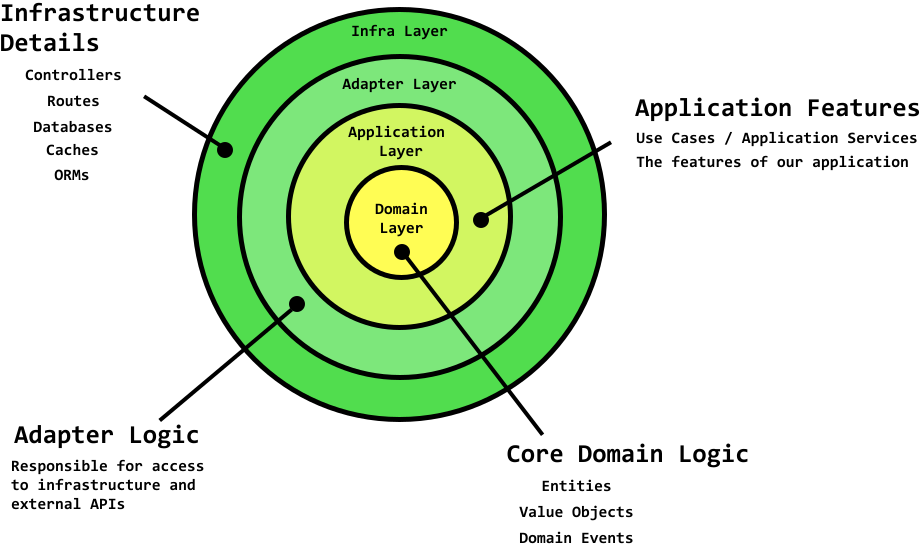 Infrastructure
Details
Controllers
Routes
Databases
Caches
ORMs
Infra Layer
Adapter Layer
Application
Layer
Domain
Layer
Application Features
Use Cases / Application Services
The features of our application
Adapter Logic
Responsible for access
to infrastructure and
external APIs
Core Domain Logic
Entities
Value Objects
Domain Events